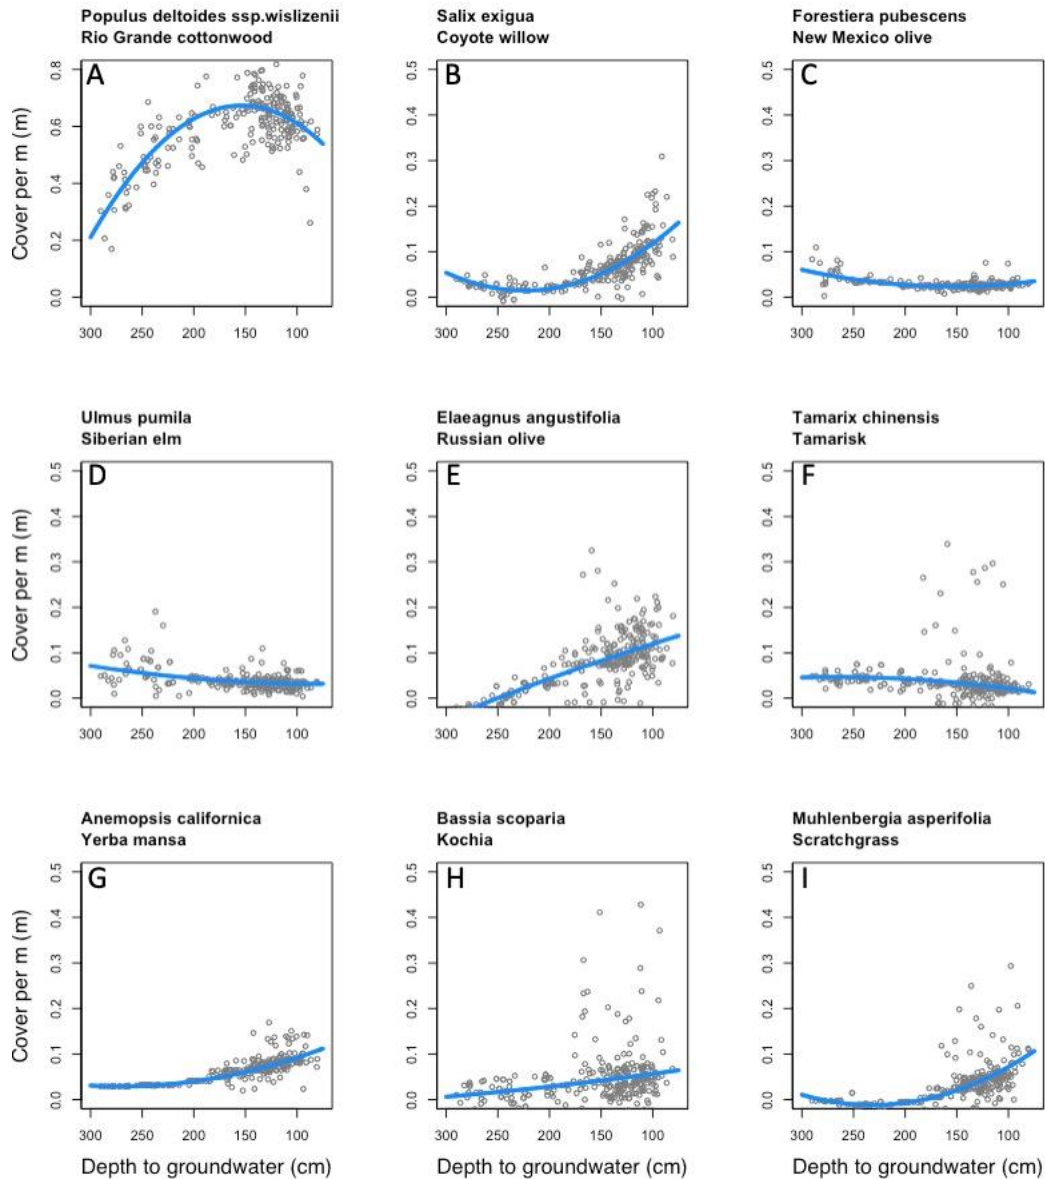 Populus deltoides ssp.wislizenii
Rio Grande cottonwood
Salix exigua
Coyote willow
Forestiera pubescens
New Mexico olive
A
B
C
Cover per m (m)
0.8
0.6
0.4
0.2
0.0
0.5
0.4
0.3
0.2
0.1
0.0
0.5
0.4
0.3
0.2
0.1
0.0
300 250 200 150 100
300 250 200 150 100
300 250 200 150 100
Ulmus pumila
Siberian elm
Elaeagnus angustifolia
Russian olive
Tamarix chinensis
Tamarisk
D
E
F
Cover per m (m)
0.5
0.4
0.3
0.2
0.1
0.0
0.5
0.4
0.3
0.2
0.1
0.0
0.5
0.4
0.3
0.2
0.1
0.0
300 250 200 150 100
300 250 200 150 100
300 250 200 150 100
Anemopsis californica
Yerba mansa
Bassia scoparia
Kochia
Muhlenbergia asperifolia
Scratchgrass
G
H
I
Cover per m (m)
0.5
0.4
0.3
0.2
0.1
0.0
0.5
0.4
0.3
0.2
0.1
0.0
0.5
0.4
0.3
0.2
0.1
0.0
300 250 200 150 100
300 250 200 150 100
300 250 200 150 100
Depth to groundwater (cm)
Depth to groundwater (cm)
Depth to groundwater (cm)